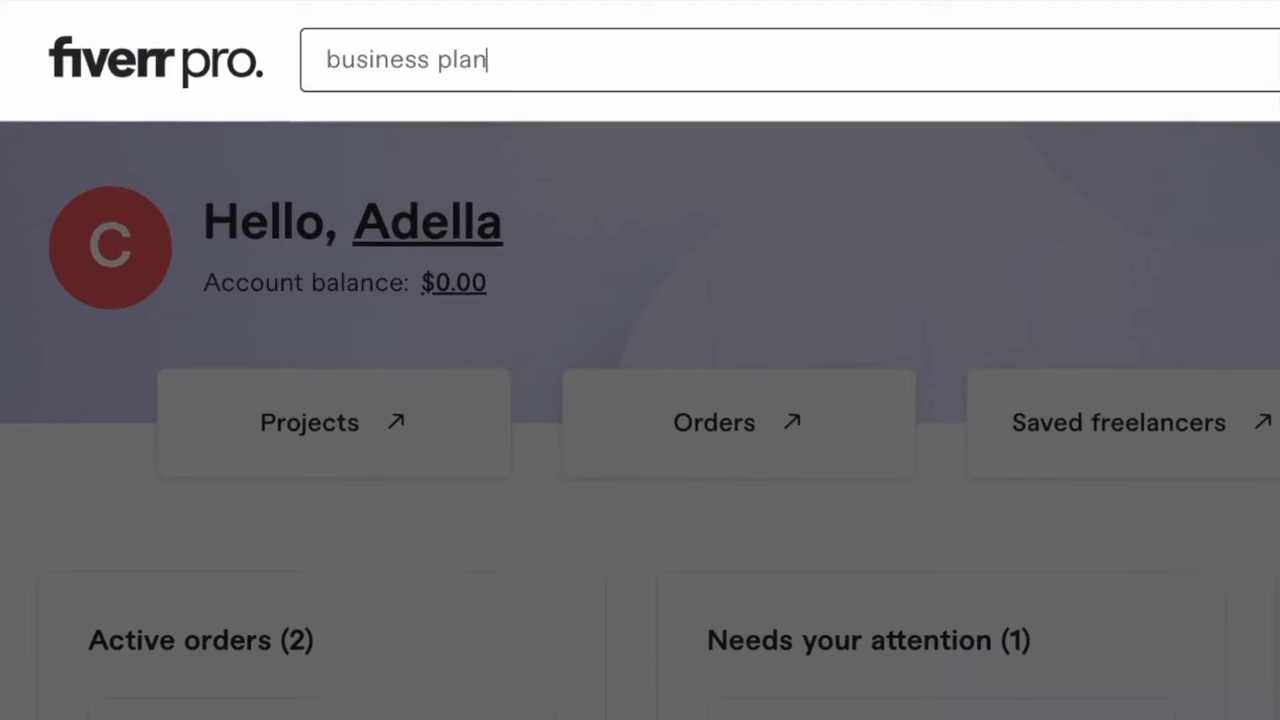 fiverr pro.
business plan
C
Hello, Adella
Account balance: $0.00
Projects
Orders
Saved freelancers
Active orders (2)
Needs your attention (1)